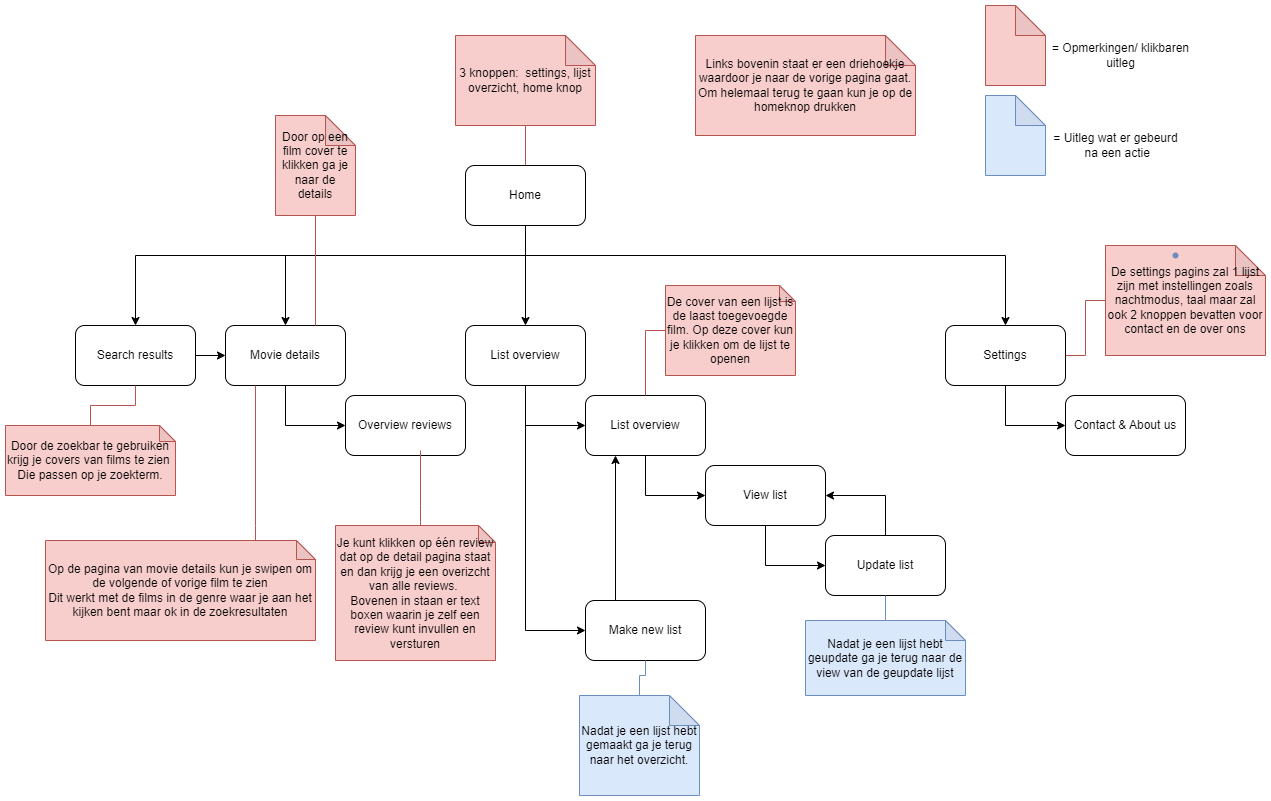 3 knoppen: settings, lijst
overzicht, home knop
Links bovenin staat er een driehoekje
waardoor je naar de vorige pagina gaat.
Om helemaal terug te gaan kun je op de
homeknop drukken
= Opmerkingen/ klikbaren
uitleg
= Uitleg wat er gebeurd
na een actie
Door op een
film cover te
klikken ga je
naar de
details
Home
De settings pagins zal 1 lijst
zijn met instellingen zoals
nachtmodus, taal maar zal
ook 2 knoppen bevatten voor
contact en de over ons
De cover van een lijst is
de laast toegevoegde
film. Op deze cover kun
je klikken om de lijst te
openen
Search results
Movie details
List overview
Settings
Overview reviews
List overview
Contact & About us
Door de zoekbar te gebruiken
krijg je covers van films te zien
Die passen op je zoekterm.
View list
Op de pagina van movie details kun je swipen om
de volgende of vorige film te zien
Dit werkt met de films in de genre waar je aan het
kijken bent maar ok in de zoekresultaten
Je kunt klikken op één review
dat op de detail pagina staat
en dan krijg je een overizcht
van alle reviews.
Bovenen in staan er text
boxen waarin je zelf een
review kunt invullen en
versturen
Update list
Make new list
Nadat je een lijst hebt
geupdate ga je terug naar de
view van de geupdate lijst
Nadat je een lijst hebt
gemaakt ga je terug
naar het overzicht.